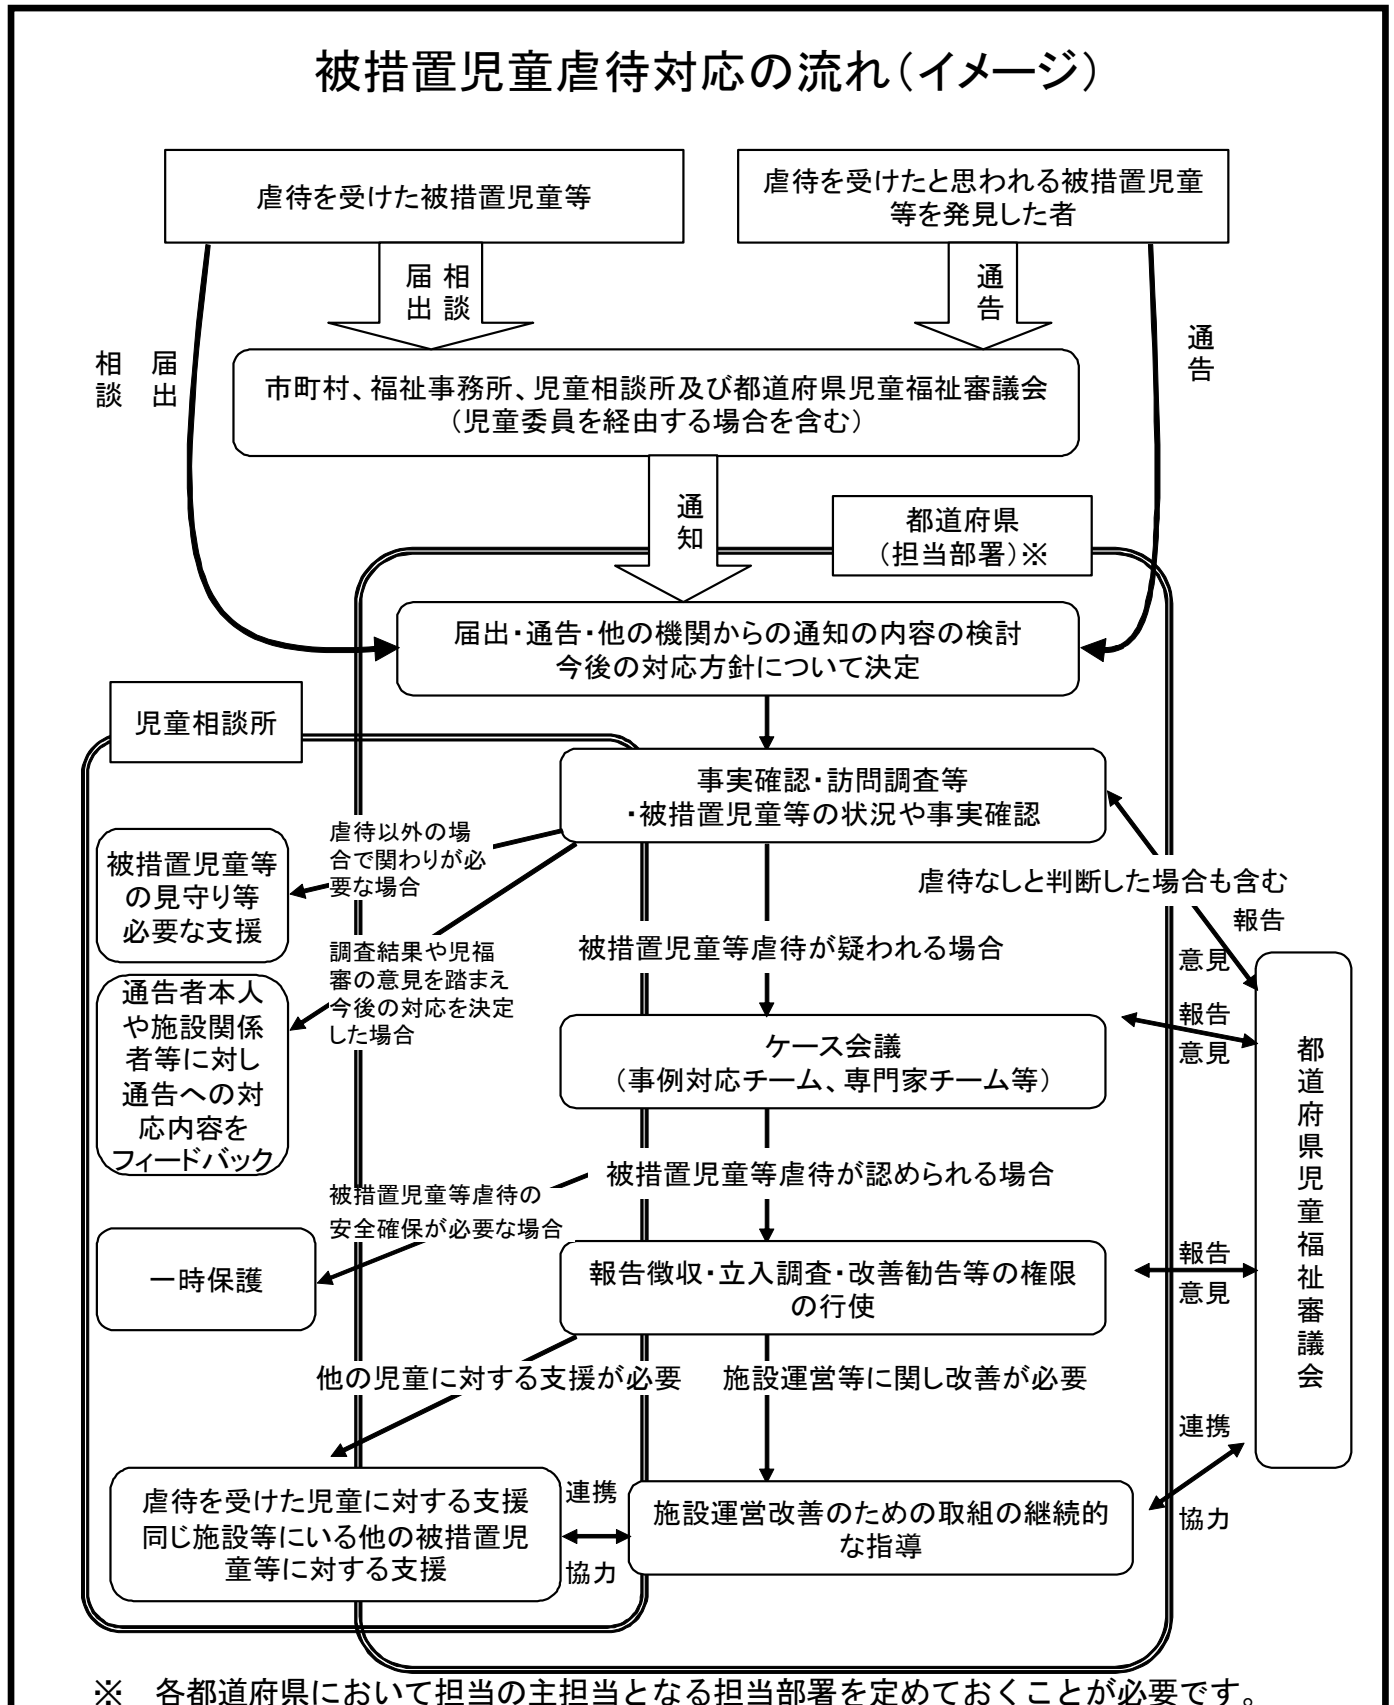 被措置児童虐待対応の流れ(イメージ)
虐待を受けた被措置児童等
虐待を受けたと思われる被措置児童
等を発見した者
届出
相談
通告
相談
届出
通告
市町村、福祉事務所、児童相談所及び都道府県児童福祉審議会
(児童委員を経由する場合を含む)
通知
都道府県
(担当部署)※
届出・通告・他の機関からの通知の内容の検討
今後の対応方針について決定
児童相談所
事実確認・訪問調査等
・被措置児童等の状況や事実確認
虐待以外の場
合で関わりが必
要な場合
被措置児童等
の見守り等
必要な支援
虐待なしと判断した場合も含む
報告
意見
被措置児童等虐待が疑われる場合
調査結果や児福
審の意見を踏まえ
今後の対応を決定
した場合
通告者本人
や施設関係
者等に対し
通告への対
応内容を
フィードバック
ケース会議
(事例対応チーム、専門家チーム等)
報告
意見
都道府県児童福祉審議会
被措置児童等虐待が認められる場合
被措置児童等虐待の
安全確保が必要な場合
一時保護
報告徴収・立入調査・改善勧告等の権限
の行使
報告
意見
他の児童に対する支援が必要
施設運営等に関し改善が必要
連携
協力
虐待を受けた児童に対する支援
同じ施設等にいる他の被措置児
童等に対する支援
連携
協力
施設運営改善のための取組の継続的
な指導
※ 各都道府県において担当の主担当となる担当部署を定めておくことが必要です。